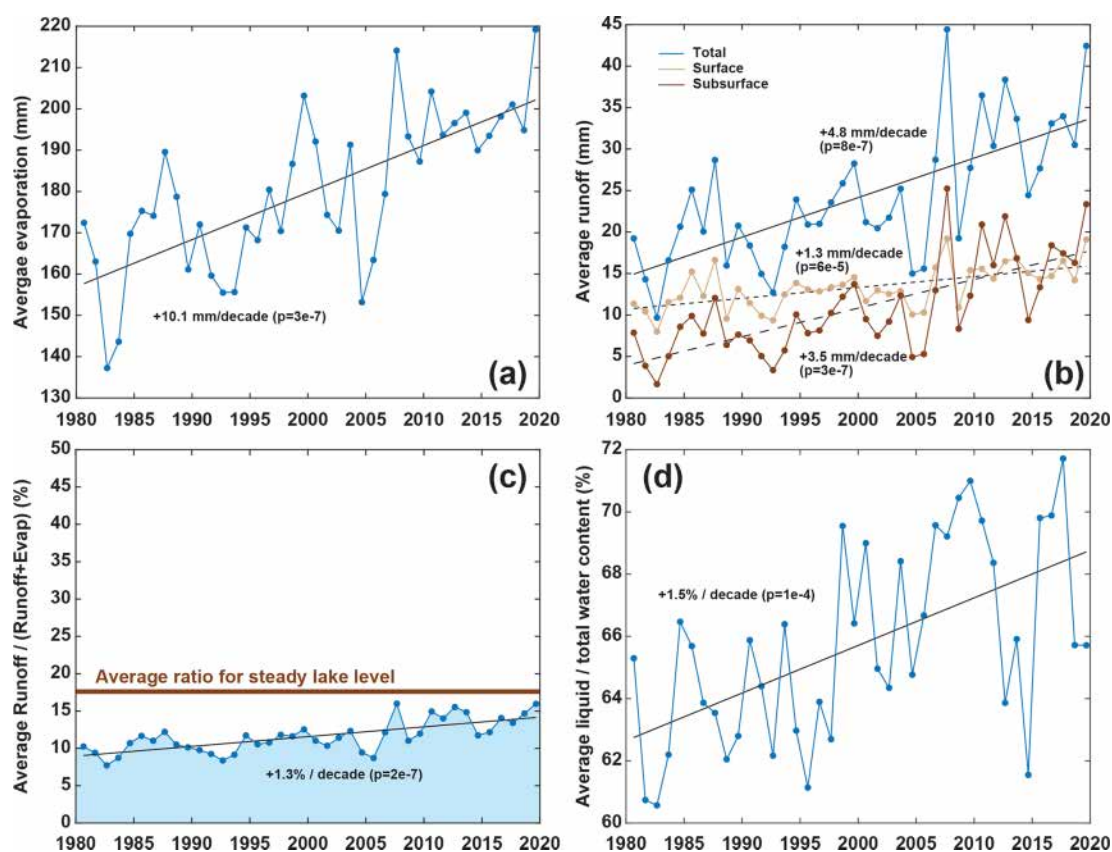 220
210
200
190
180
170
160
150
140
130
Avergae evaporation (mm)
+10.1 mm/decade (p=3e-7)
(a)
1980 1985 1990 1995 2000 2005 2010 2015 2020
45
40
35
30
25
20
15
10
5
0
Average runoff (mm)
Total
Surface
Subsurface
+4.8 mm/decade
(p=8e-7)
+1.3 mm/decade
(p=6e-5)
+3.5 mm/decade
(p=3e-7)
(b)
1980 1985 1990 1995 2000 2005 2010 2015 2020
50
45
40
35
30
25
20
15
10
5
0
Average Runoff / (Runoff+Evap) (%)
(c)
Average ratio for steady lake level
+1.3% / decade (p=2e-7)
1980 1985 1990 1995 2000 2005 2010 2015 2020
72
70
68
66
64
62
60
Average liquid / total water content (%)
(d)
+1.5% / decade (p=1e-4)
1980 1985 1990 1995 2000 2005 2010 2015 2020